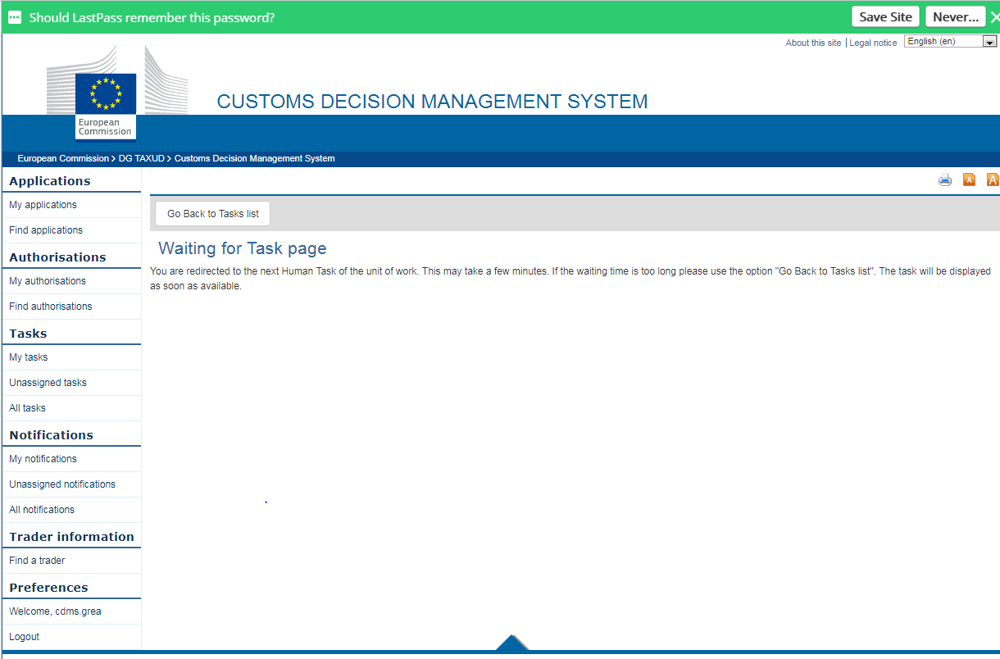 Should LastPass remember this password?
Save Site
Never...
About this site
Legal notice
English (en)
European
Commission
CUSTOMS DECISION MANAGEMENT SYSTEM
European Commission > DG TAXUD > Customs Decision Management System
Applications
My applications
Find applications
Authorisations
My authorisations
Find authorisations
Tasks
My tasks
Unassigned tasks
All tasks
Notifications
My notifications
Unassigned notifications
All notifications
Trader information
Find a trader
Preferences
Welcome, cdms.grea
Logout
A
A
Go Back to Tasks list
Waiting for Task page
You are redirected to the next Human Task of the unit of work. This may take a few minutes. If the waiting time is too long please use the option "Go Back to Tasks list". The task will be displayed
as soon as available.